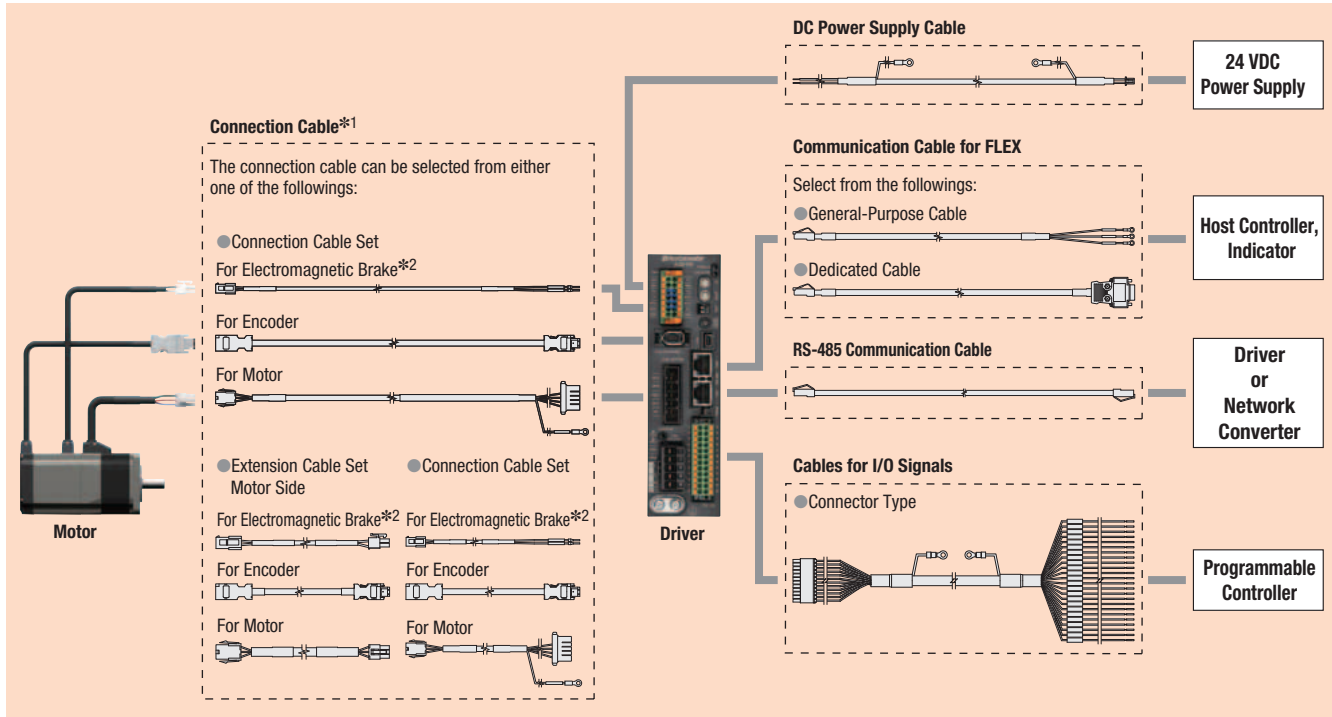 DC Power Supply Cable
24 VDC
Power Supply
Connection Cable*1
The connection cable can be selected from either
one of the followings:
●Connection Cable Set
For Electromagnetic Brake*2
For Encoder
For Motor
●Extension Cable Set
Motor Side
●Connection Cable Set
For Electromagnetic Brake*2
For Electromagnetic Brake*2
For Encoder
For Encoder
For Motor
For Motor
Motor
Driver
Communication Cable for FLEX
Select from the followings:
●General-Purpose Cable
●Dedicated Cable
Host Controller,
Indicator
RS-485 Communication Cable
Driver
or
Network
Converter
Cables for I/O Signals
●Connector Type
Programmable
Controller